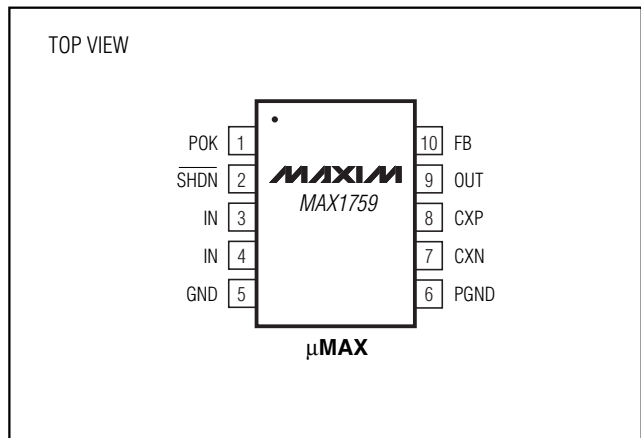 TOP VIEW
POK 1 10 FB
SHDN 2 MAXIM 9 OUT
MAX1759
IN 3 8 CXP
IN 4 7 CXN
GND 5 6 PGND
μMAX